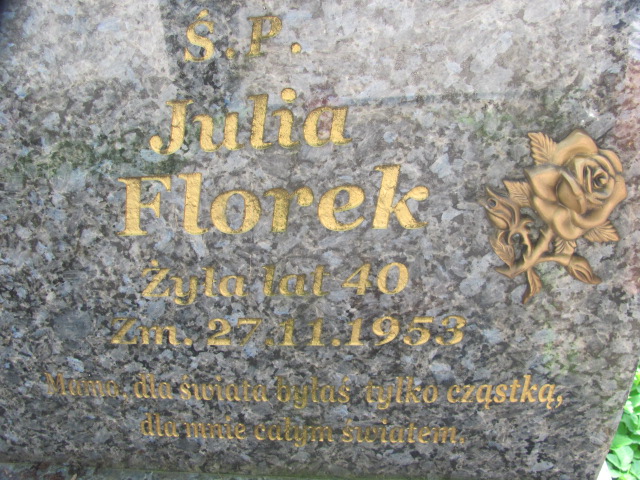 Ś.P.
Julia
Florek
Żyła lat 40
Zm. 27.11.1953
Mamo, dla świata byłaś tylko cząstką,
dla mnie całym światem.